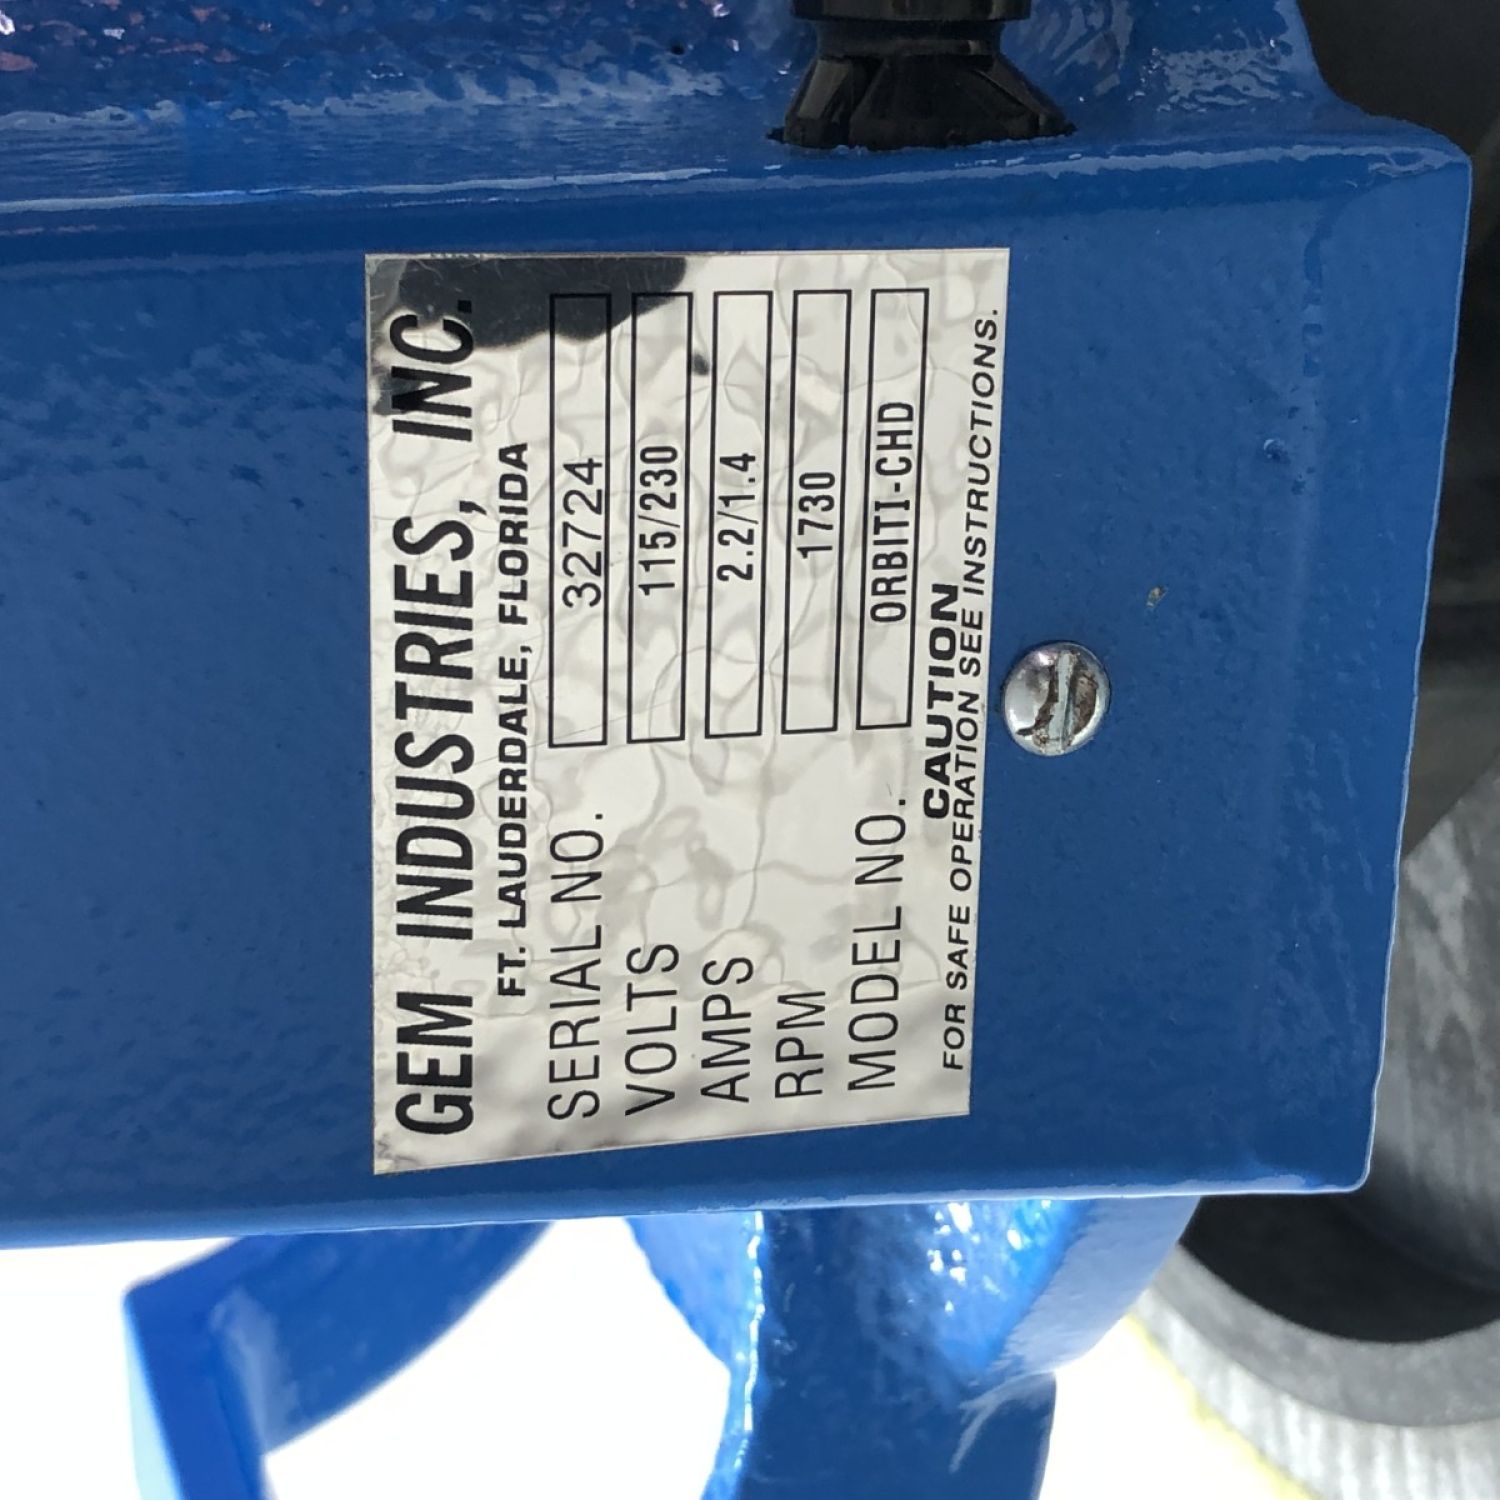 GEM INDUSTRIES, INC.
FT. LAUDERDALE, FLORIDA
SERIAL NO. 32724
VOLTS 115/230
AMPS 2.2/1.4
RPM 1730
MODEL NO. ORBITI-CHD
CAUTION
FOR SAFE OPERATION SEE INSTRUCTIONS.